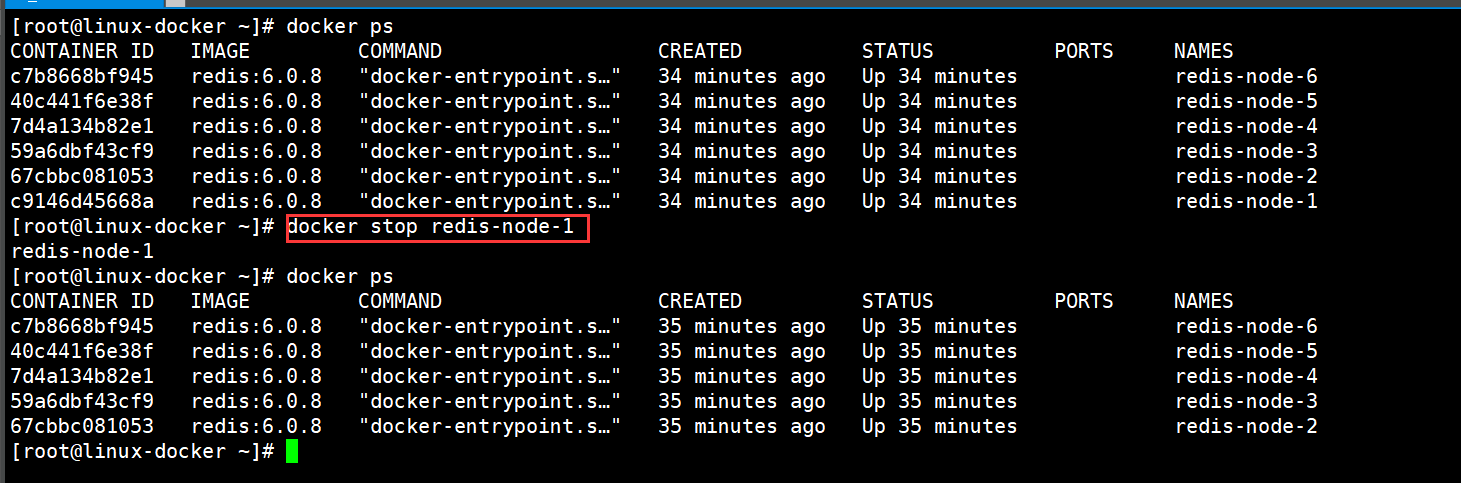 [root@linux-docker ~]# docker ps
CONTAINER ID   IMAGE         COMMAND                  CREATED          STATUS          PORTS     NAMES
c7b8668bf945   redis:6.0.8   "docker-entrypoint.s…"   34 minutes ago   Up 34 minutes             redis-node-6
40c441f6e38f   redis:6.0.8   "docker-entrypoint.s…"   34 minutes ago   Up 34 minutes             redis-node-5
7d4a134b82e1   redis:6.0.8   "docker-entrypoint.s…"   34 minutes ago   Up 34 minutes             redis-node-4
59a6dbf43cf9   redis:6.0.8   "docker-entrypoint.s…"   34 minutes ago   Up 34 minutes             redis-node-3
67cbbc081053   redis:6.0.8   "docker-entrypoint.s…"   34 minutes ago   Up 34 minutes             redis-node-2
c9146d45668a   redis:6.0.8   "docker-entrypoint.s…"   34 minutes ago   Up 34 minutes             redis-node-1
[root@linux-docker ~]# docker stop redis-node-1
redis-node-1
[root@linux-docker ~]# docker ps
CONTAINER ID   IMAGE         COMMAND                  CREATED          STATUS          PORTS     NAMES
c7b8668bf945   redis:6.0.8   "docker-entrypoint.s…"   35 minutes ago   Up 35 minutes             redis-node-6
40c441f6e38f   redis:6.0.8   "docker-entrypoint.s…"   35 minutes ago   Up 35 minutes             redis-node-5
7d4a134b82e1   redis:6.0.8   "docker-entrypoint.s…"   35 minutes ago   Up 35 minutes             redis-node-4
59a6dbf43cf9   redis:6.0.8   "docker-entrypoint.s…"   35 minutes ago   Up 35 minutes             redis-node-3
67cbbc081053   redis:6.0.8   "docker-entrypoint.s…"   35 minutes ago   Up 35 minutes             redis-node-2
[root@linux-docker ~]#